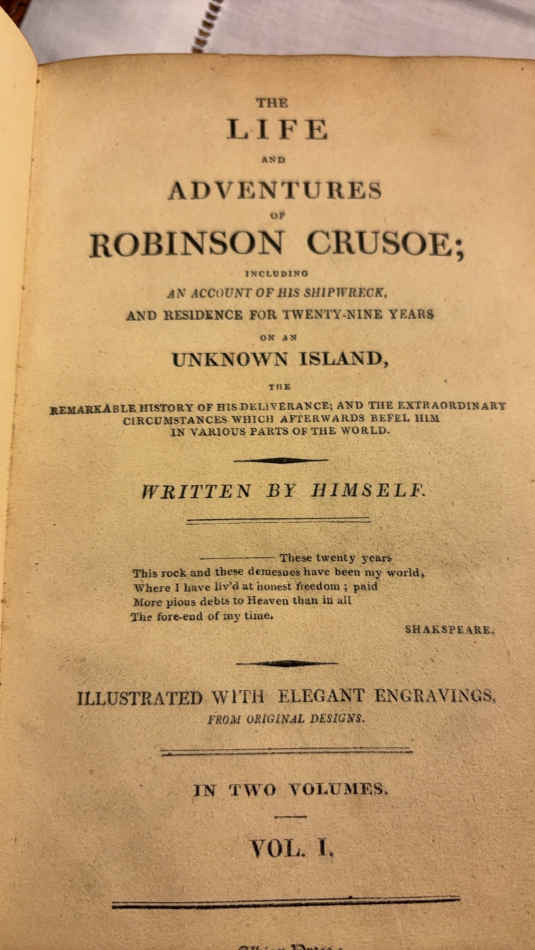 THE
LIFE
AND
ADVENTURES
OF
ROBINSON CRUSOE;
INCLUDING
AN ACCOUNT OF HIS SHIPWRECK,
AND RESIDENCE FOR TWENTY-NINE YEARS
ON AN
UNKNOWN ISLAND,
THE
REMARKABLE HISTORY OF HIS DELIVERANCE; AND THE EXTRAORDINARY
CIRCUMSTANCES WHICH AFTERWARDS BEFEL HIM
IN VARIOUS PARTS OF THE WORLD.
WRITTEN BY HIMSELF.
These twenty years
This rock and these demesnes have been my world,
Where I have liv'd at honest freedom; paid
More pious debts to Heaven than in all
The fore-end of my time.
SHAKSPEARE.
ILLUSTRATED WITH ELEGANT ENGRAVINGS,
FROM ORIGINAL DESIGNS.
IN TWO VOLUMES.
VOL. I.